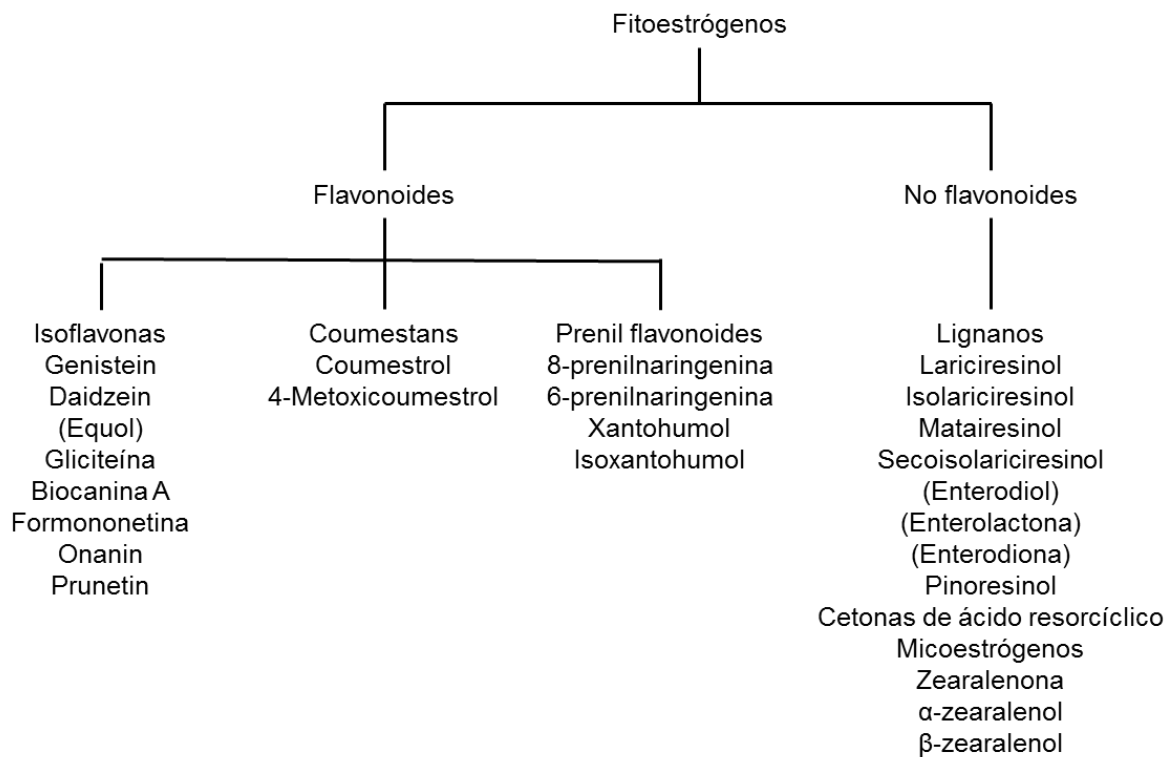 Fitoestrógenos
Flavonoides
No flavonoides
Isoflavonas
Genistein
Daidzein
(Equol)
Gliciteína
Biocanina A
Formononetina
Onanin
Prunetin
Coumestans
Coumestrol
4-Metoxicoumestrol
Prenil flavonoides
8-prenilnaringenina
6-prenilnaringenina
Xantohumol
Isoxantohumol
Lignanos
Lariciresinol
Isolariciresinol
Matairesinol
Secoisolariciresinol
(Enterodiol)
(Enterolactona)
(Enterodiona)
Pinoresinol
Cetonas de ácido resorcíclico
Micoestrógenos
Zearalenona
α-zearalenol
β-zearalenol